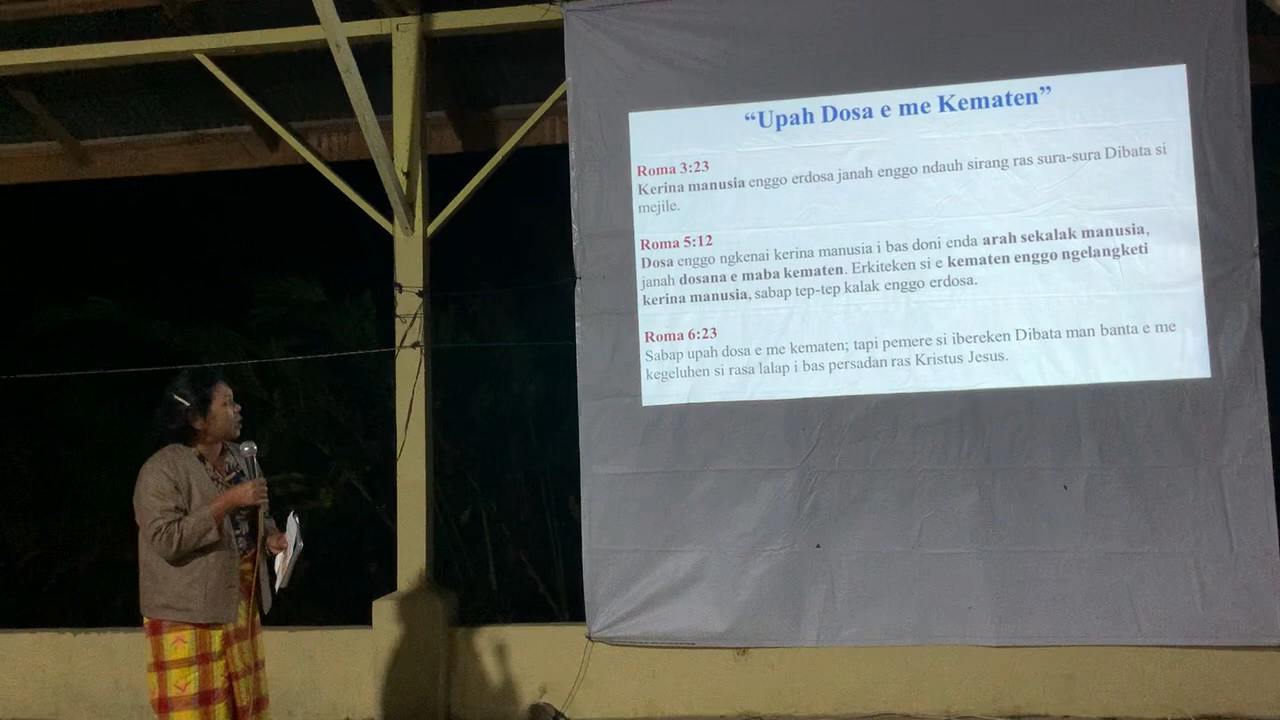 “Upah Dosa e me Kematen”
Roma 3:23
Kerina manusia enggo erdosa janah enggo ndauh sirang ras sura-sura Dibata si
mejile.
Roma 5:12
Dosa enggo ngkenai kerina manusia i bas doni enda arah sekalak manusia,
janah dosana e maba kematen. Erkiteken si e kematen enggo ngelangketi
kerina manusia, sabap tep-tep kalak enggo erdosa.
Roma 6:23
Sabap upah dosa e me kematen; tapi pemere si ibereken Dibata man banta e me
kegeluhen si rasa lalap i bas persadan ras Kristus Jesus.